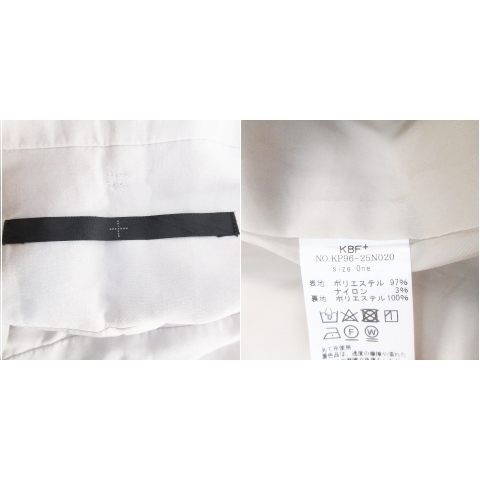 KBF+
NO.KP96-25N020
size One
表地 ポリエステル 97%
ナイロン 3%
裏地 ポリエステル100%
F W